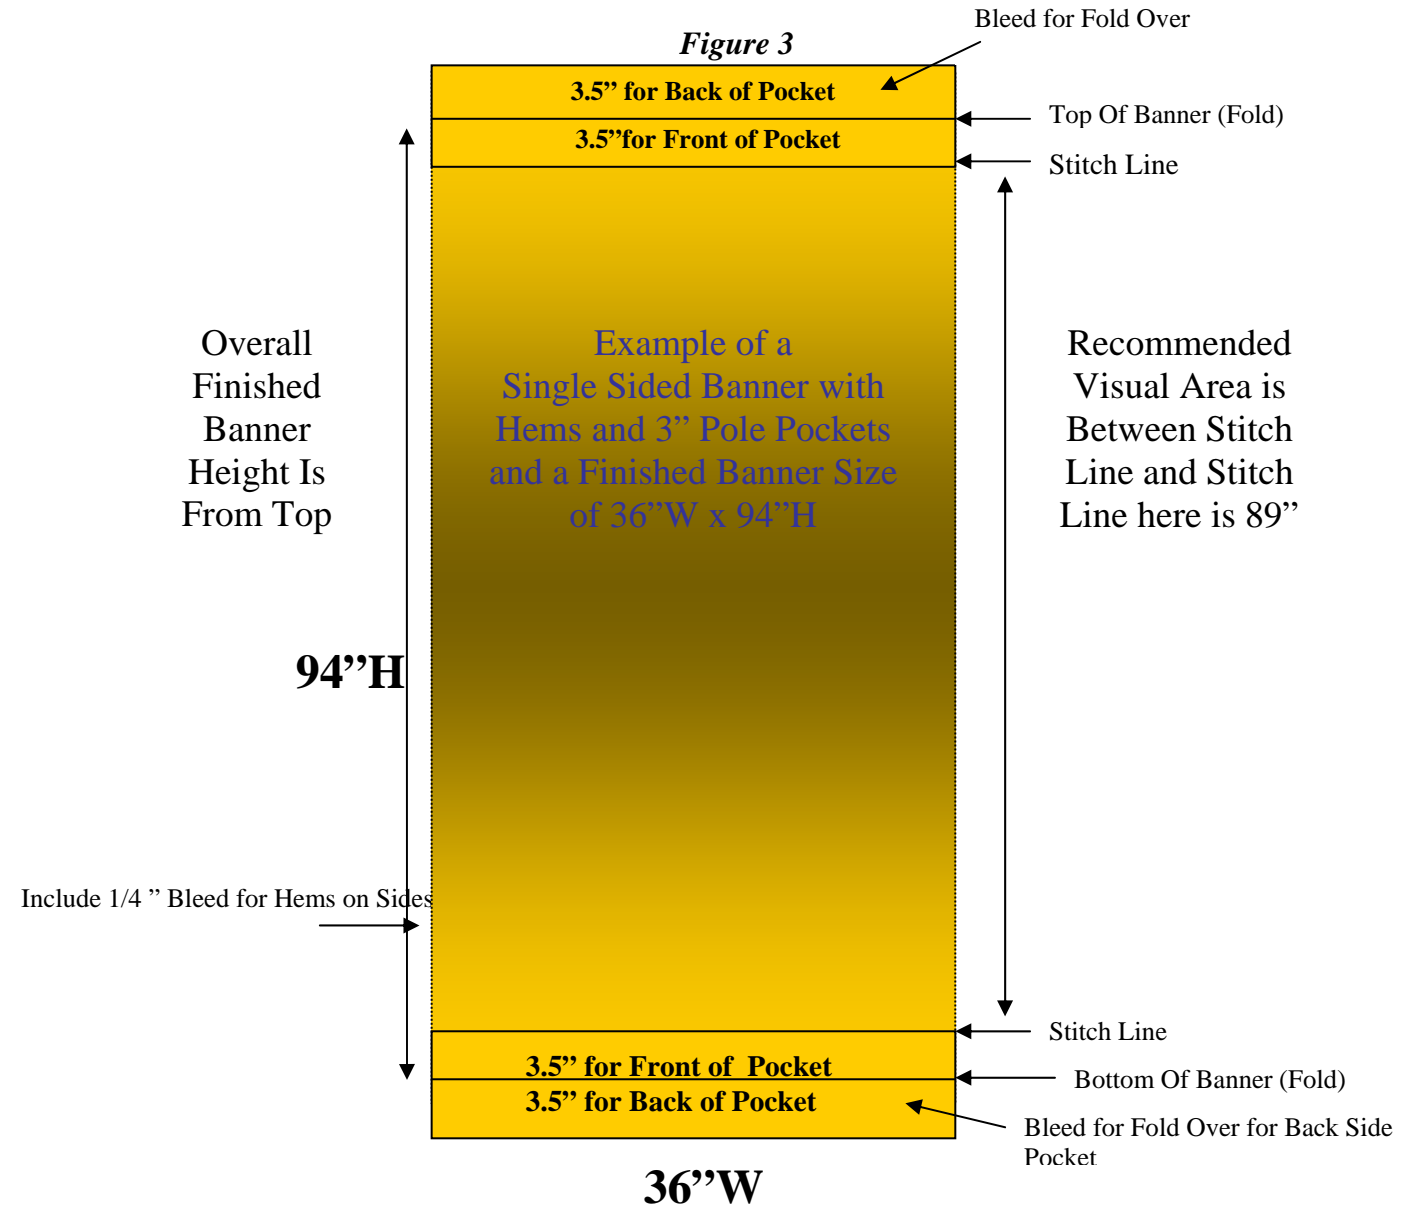 Bleed for Fold Over
Figure 3
3.5” for Back of Pocket
Top Of Banner (Fold)
3.5”for Front of Pocket
Stitch Line
Overall
Finished
Banner
Height Is
From Top
Example of a
Single Sided Banner with
Hems and 3” Pole Pockets
and a Finished Banner Size
of 36”W x 94”H
Recommended
Visual Area is
Between Stitch
Line and Stitch
Line here is 89”
94”H
Include 1/4 ” Bleed for Hems on Sides
Stitch Line
3.5” for Front of  Pocket
Bottom Of Banner (Fold)
3.5” for Back of Pocket
Bleed for Fold Over for Back Side
Pocket
36”W